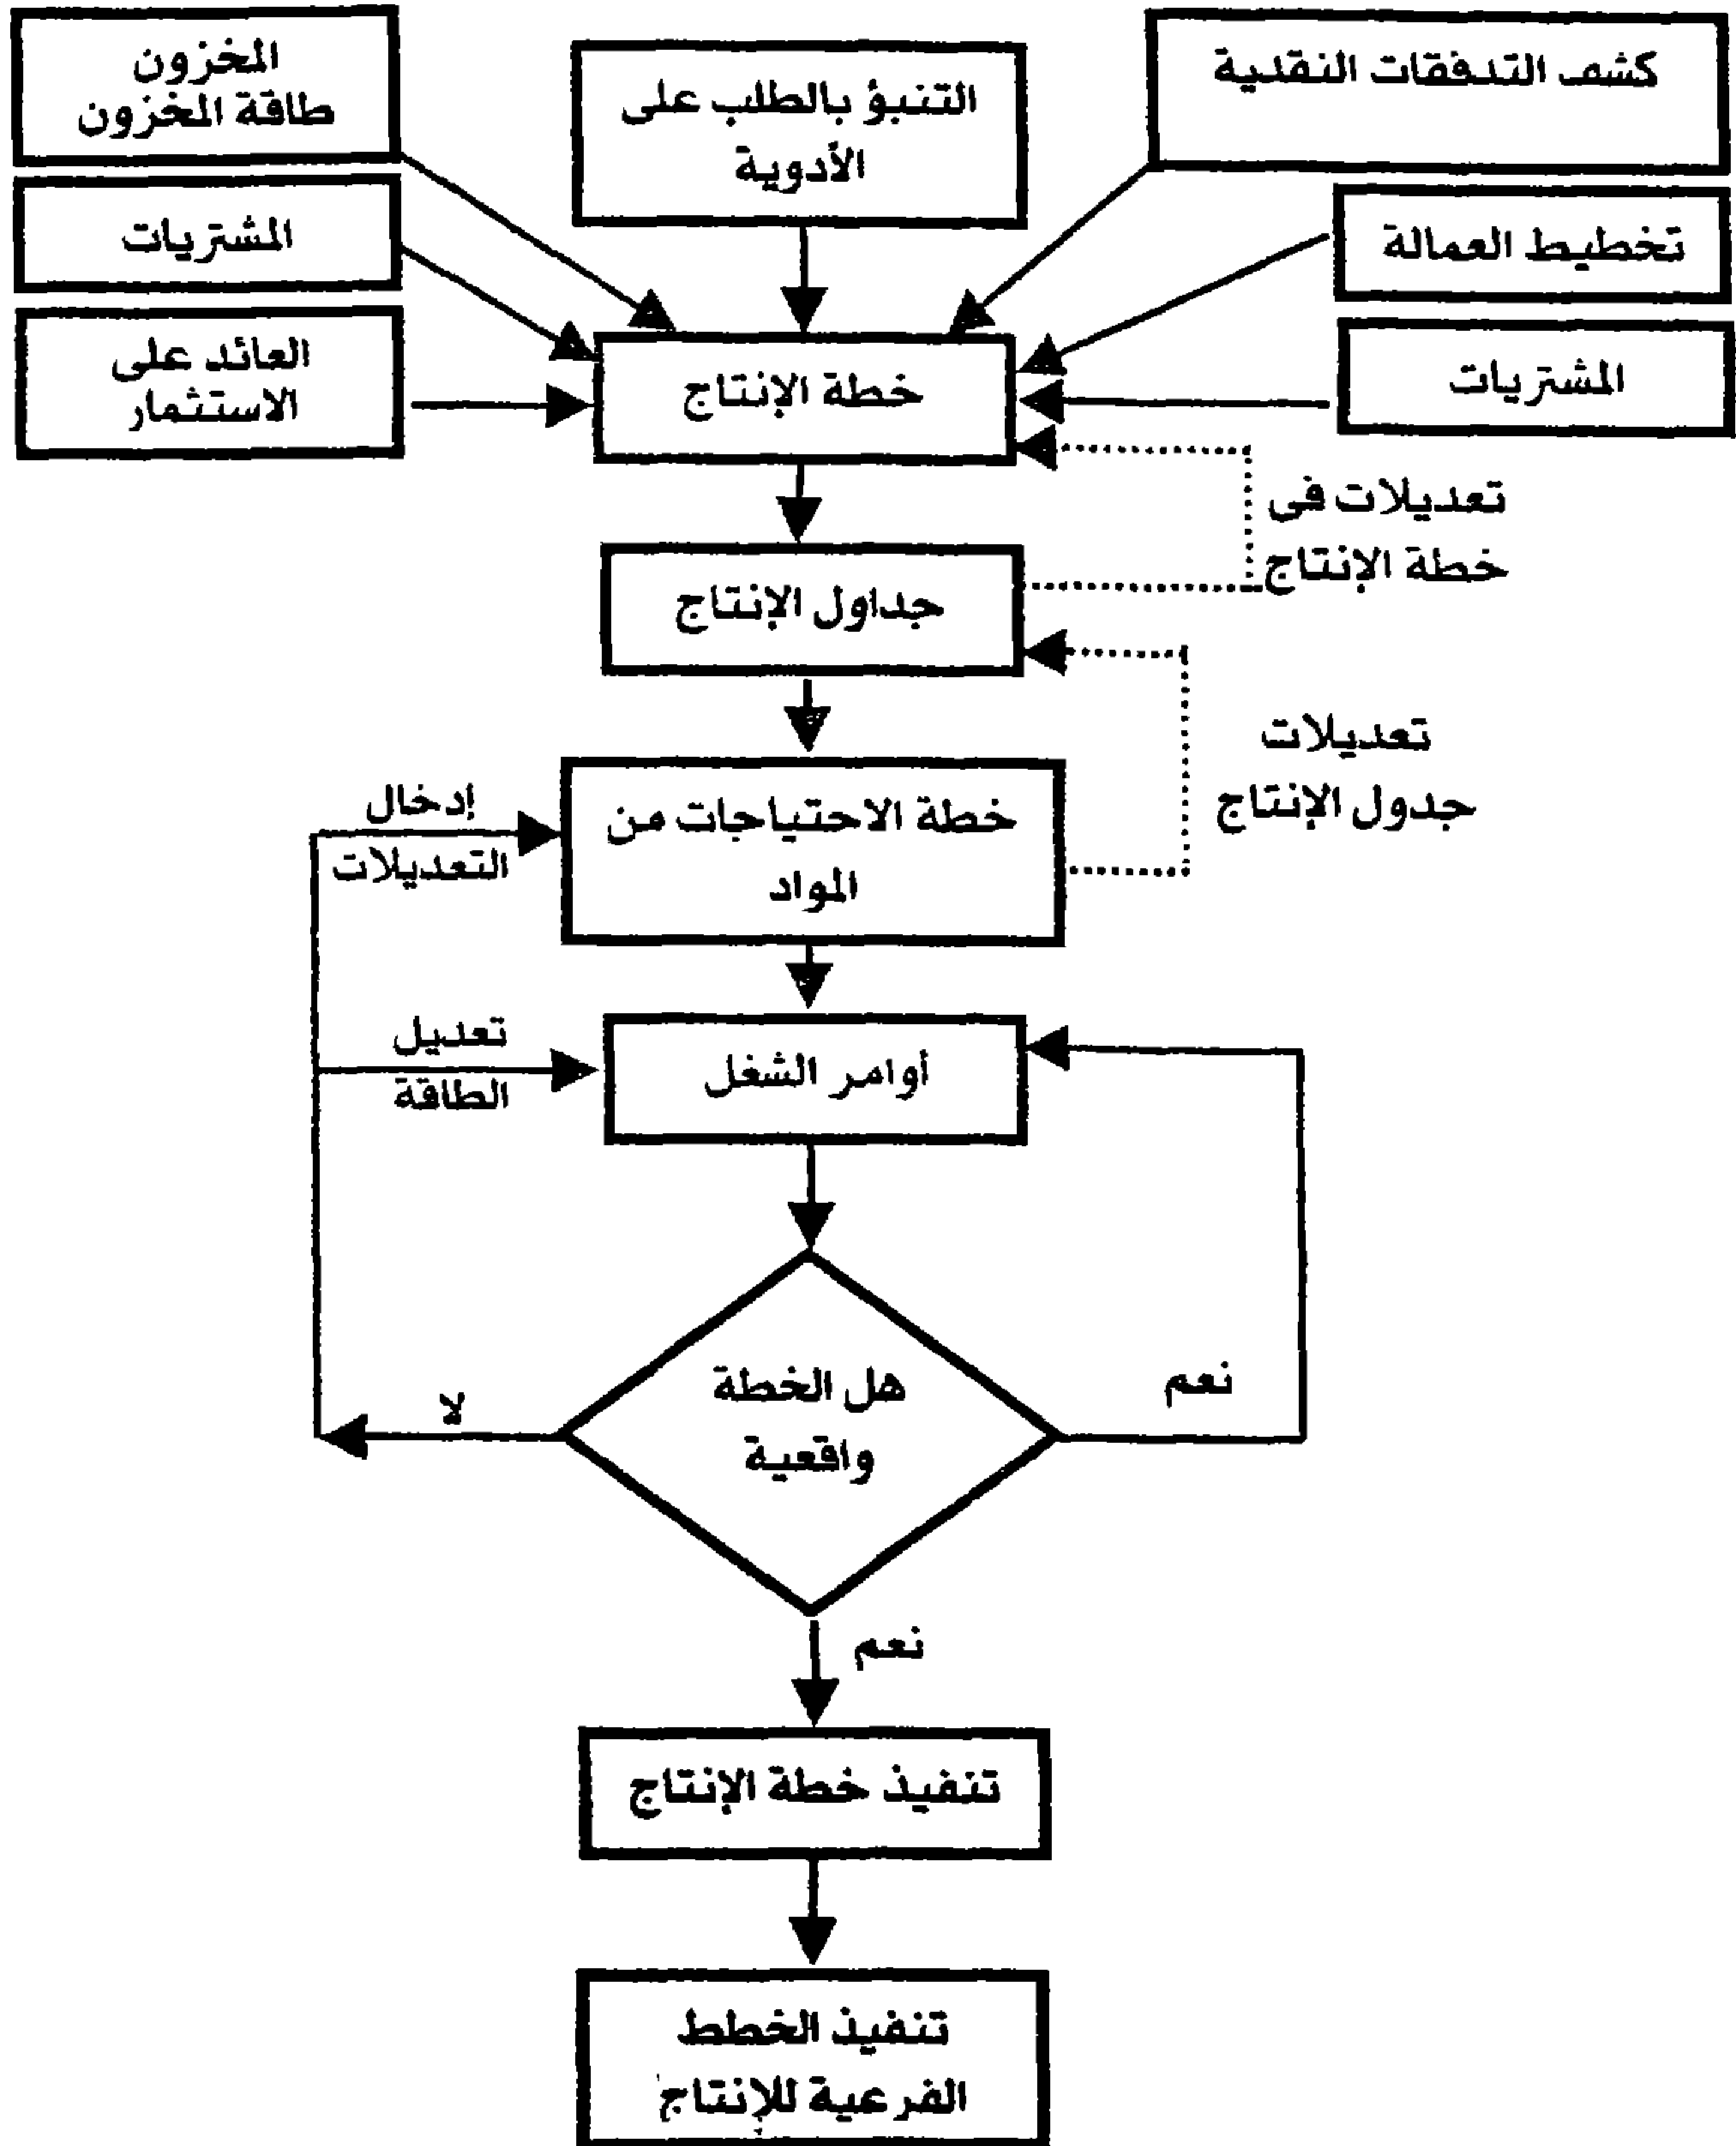 كشف التدفقات النقدية
التنبؤ بالطلب على
الأدوية
المخزون
طاقة المخزون
تخطيط العمالة
المشتريات
المشتريات
العائد على
الاستثمار
خطة الإنتاج
تعديلات فى
خطة الإنتاج
جداول الإنتاج
تعديلات
جدول الإنتاج
خطة الاحتياجات من
المواد
إدخال
التعديلات
أوامر الشغل
تعديل
الطاقة
هل الخطة
واقعية
نعم
لا
نعم
تنفيذ خطة الإنتاج
تنفيذ الخطط
الفرعية للإنتاج